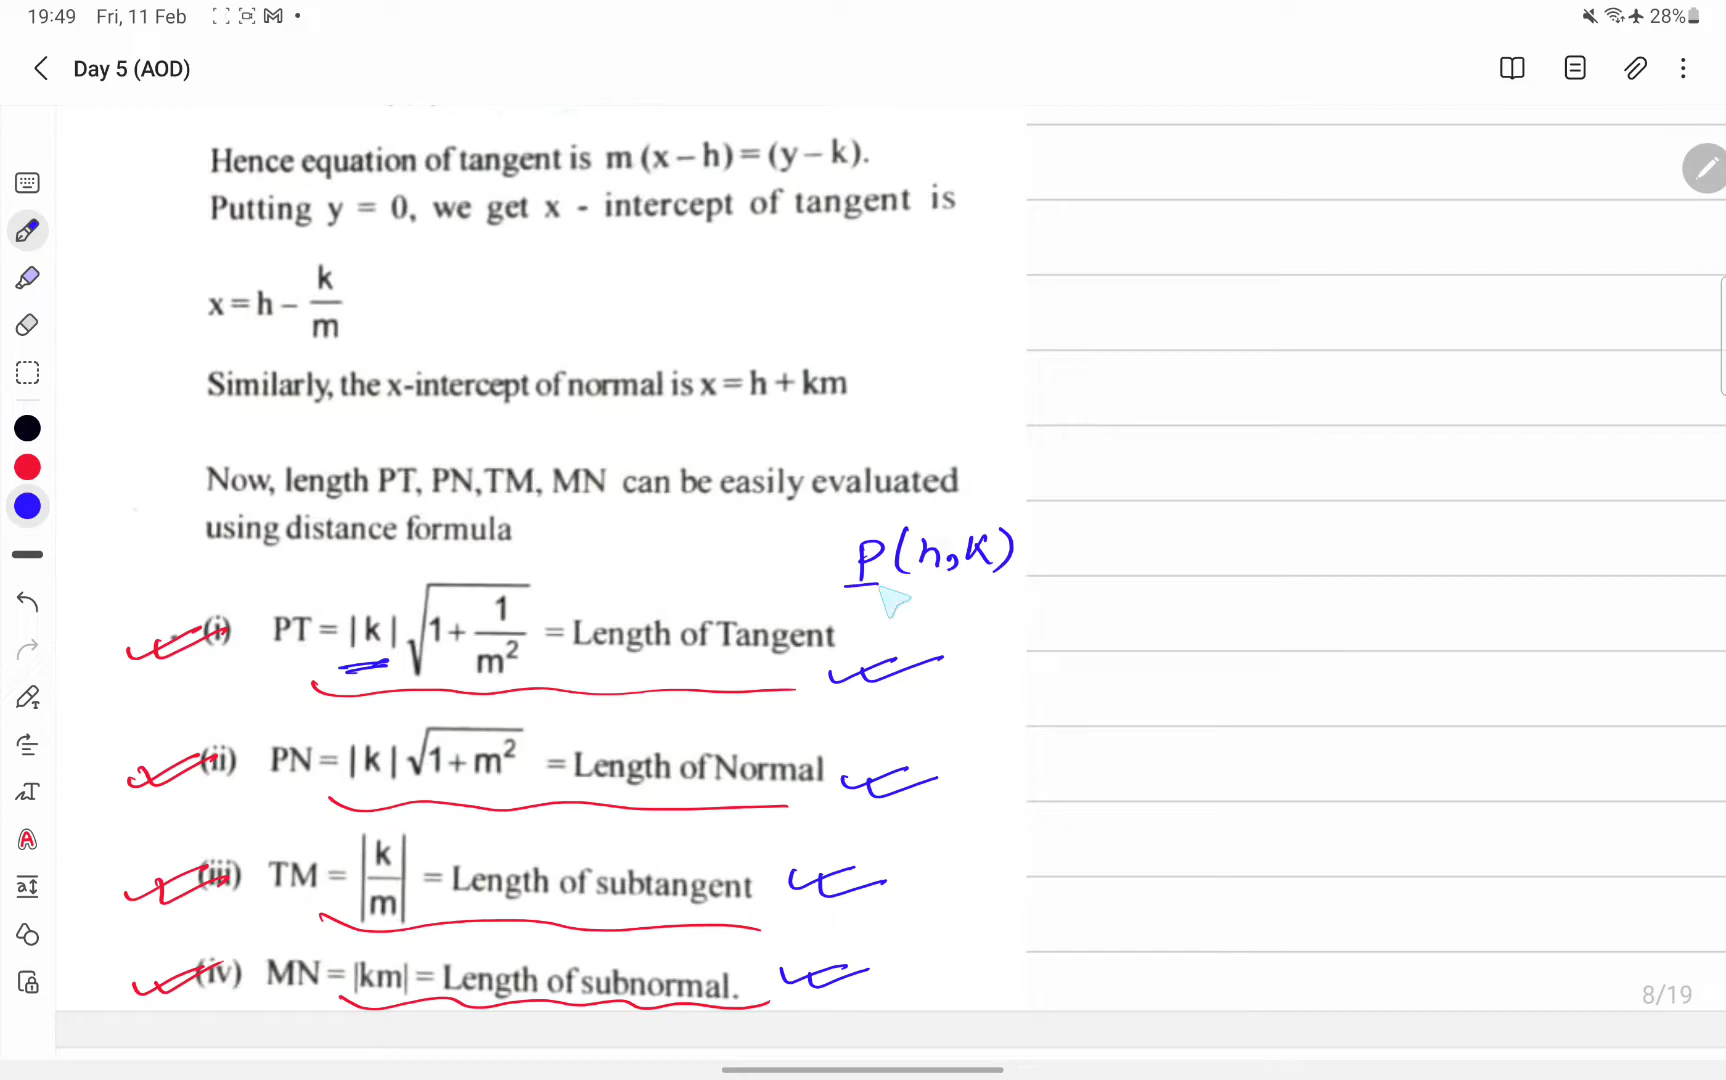 19:49 Fri, 11 Feb
28%
Day 5 (AOD)
Hence equation of tangent is m (x – h) = (y – k).
Putting y = 0, we get x - intercept of tangent is
x = h – k/m
Similarly, the x-intercept of normal is x = h + km
Now, length PT, PN, TM, MN can be easily evaluated
using distance formula
P(h,k)
(i) PT = |k| √(1 + 1/m²) = Length of Tangent
(ii) PN = |k| √(1 + m²) = Length of Normal
(iii) TM = |k/m| = Length of subtangent
(iv) MN = |km| = Length of subnormal.
8/19